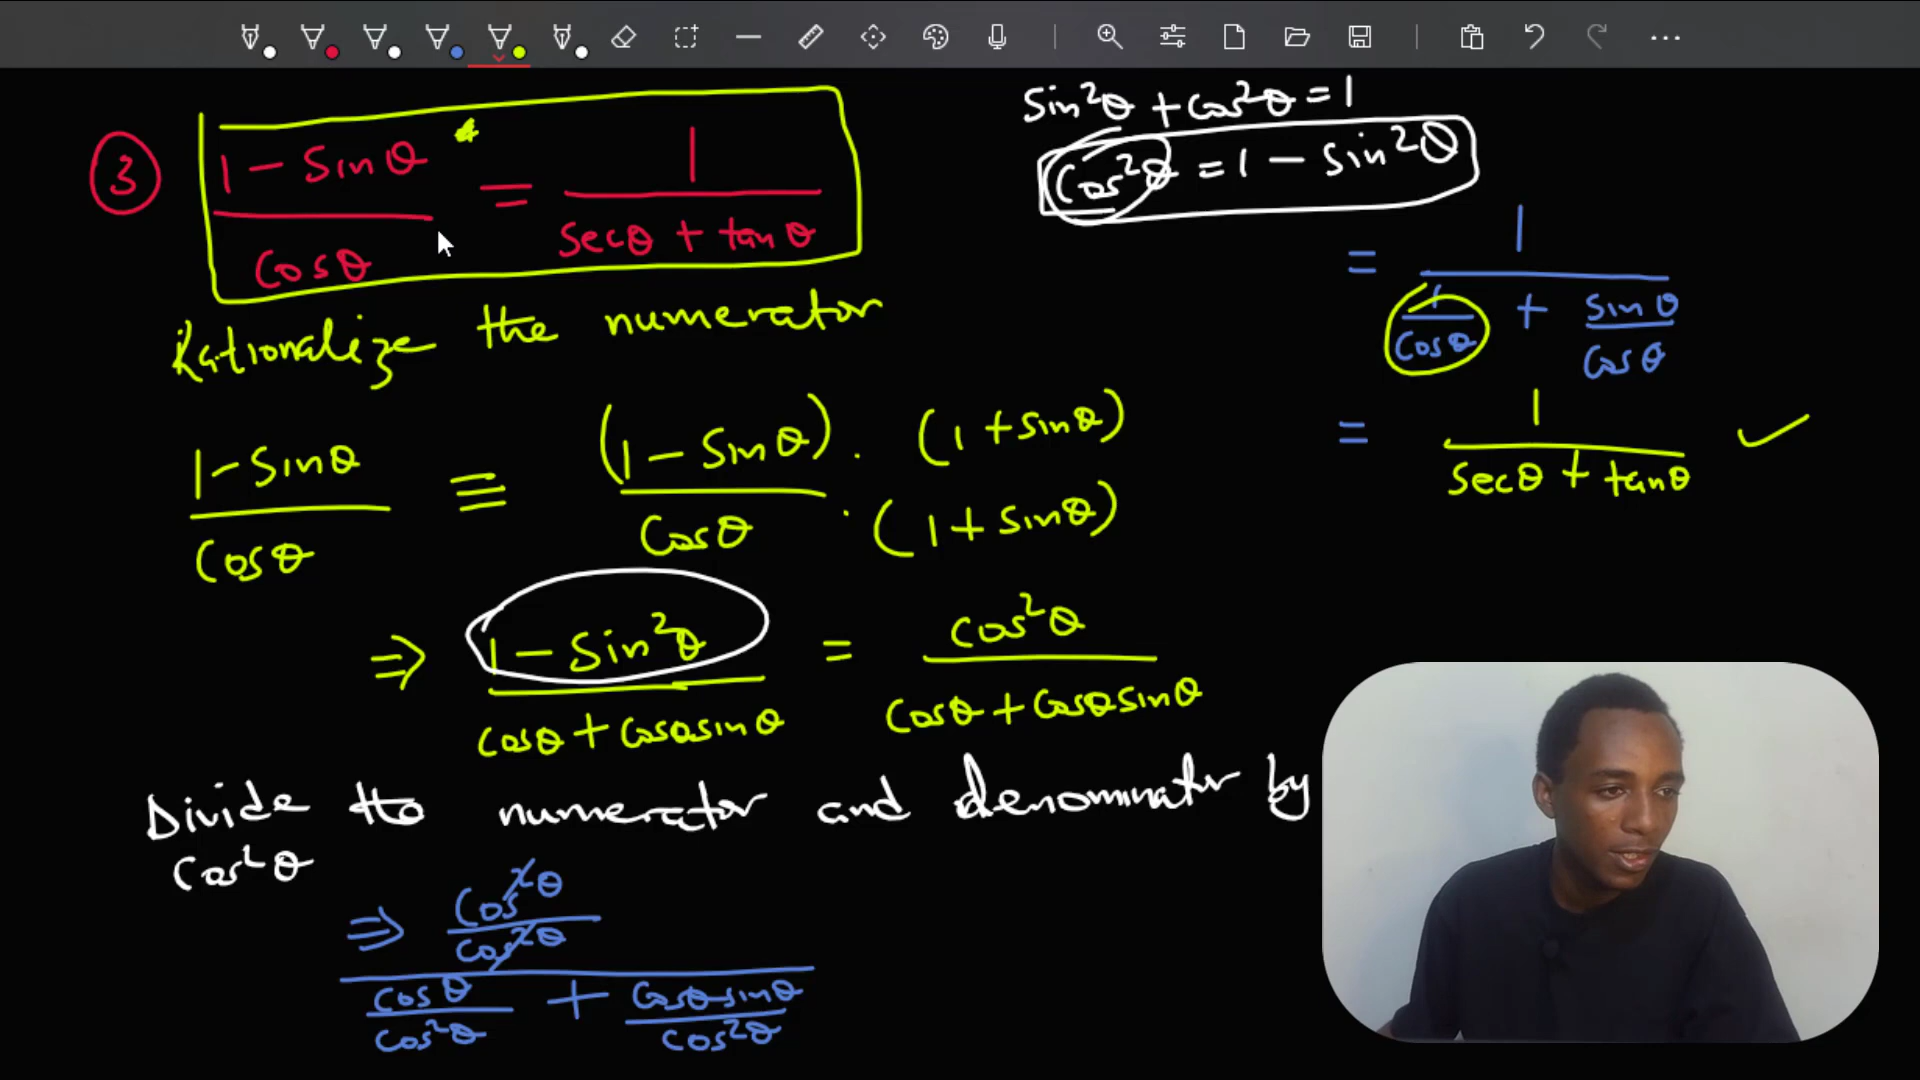 3 (1 - Sinθ)/Cosθ = 1/(Secθ + tanθ)
Rationalize the numerator
(1 - Sinθ)/Cosθ ≡ (1 - Sinθ) . (1 + sinθ) / Cosθ . (1 + sinθ)
⇒ (1 - Sin²θ)/(Cosθ + Cosθsinθ) = Cos²θ/(Cosθ + Cosθsinθ)
Divide the numerator and denominator by
Cos²θ
⇒ (Cos²θ/Cos²θ) / (Cosθ/Cos²θ + Cosθsinθ/Cos²θ)
Sin²θ + Cos²θ = 1
Cos²θ = 1 - Sin²θ
= 1/(1/Cosθ + Sinθ/Cosθ)
= 1/(Secθ + tanθ) ✓